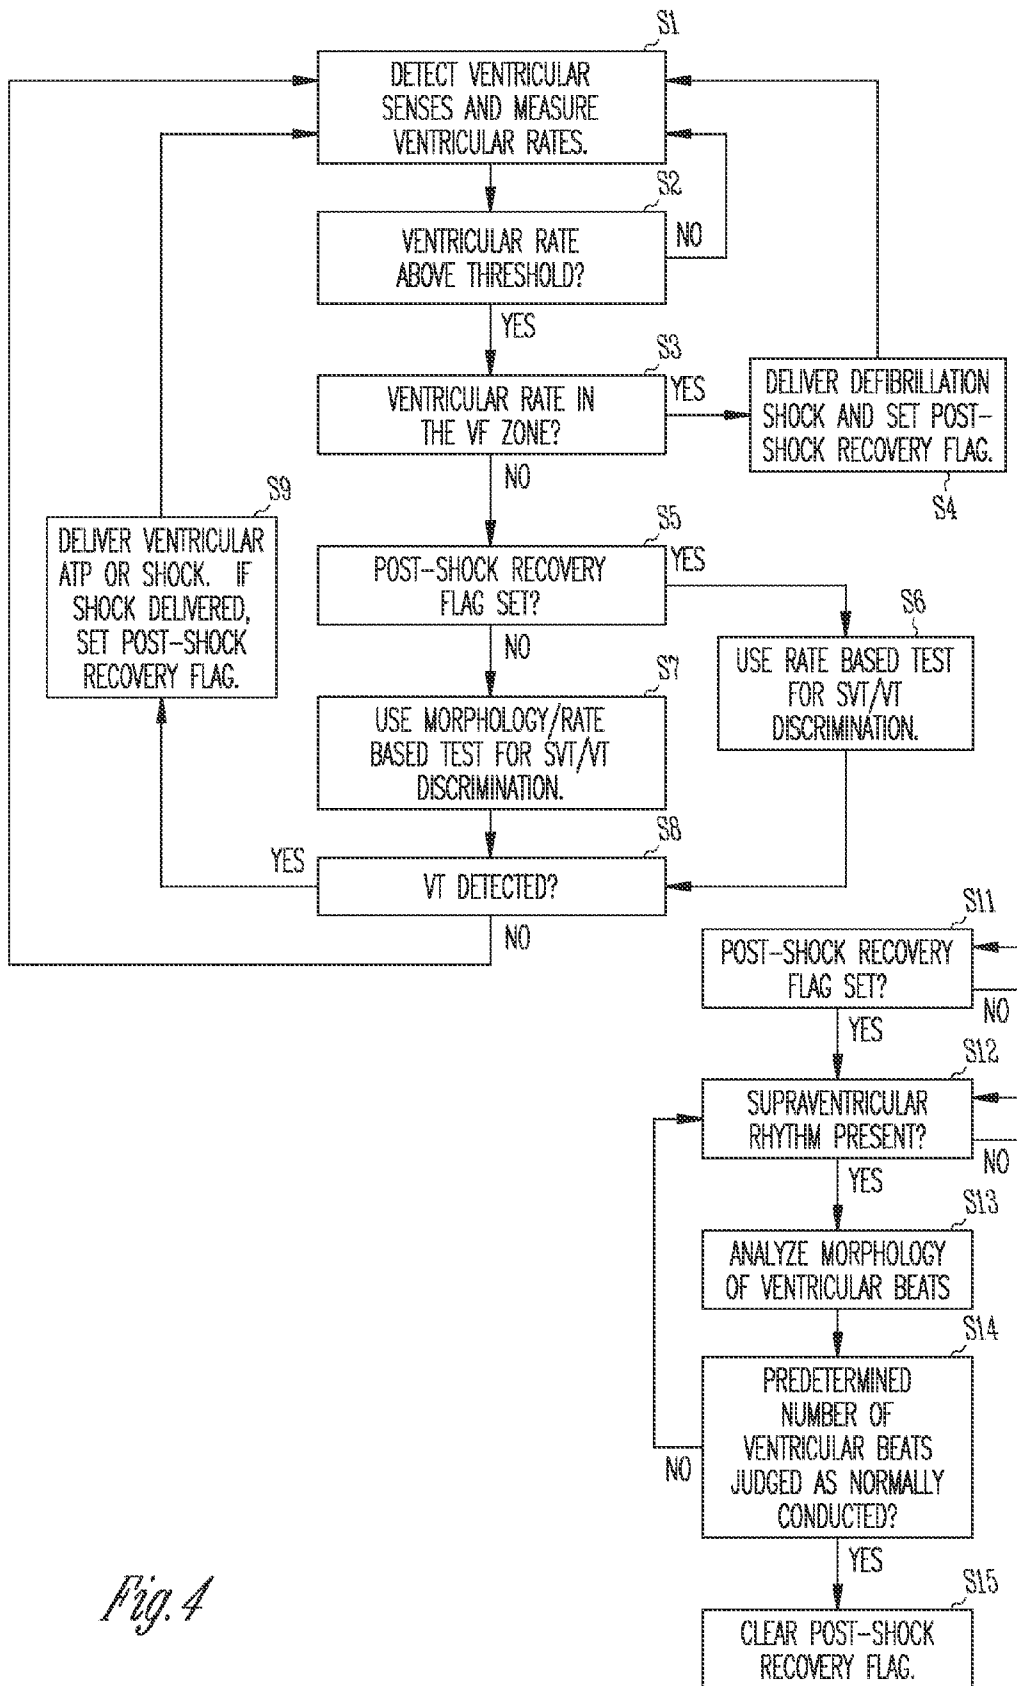 S1
DETECT VENTRICULAR
SENSES AND MEASURE
VENTRICULAR RATES.
S2
VENTRICULAR RATE
ABOVE THRESHOLD?
NO
YES
S3
VENTRICULAR RATE IN
THE VF ZONE?
YES
DELIVER DEFIBRILLATION
SHOCK AND SET POST-
SHOCK RECOVERY FLAG.
S4
NO
S9
DELIVER VENTRICULAR
ATP OR SHOCK. IF
SHOCK DELIVERED,
SET POST-SHOCK
RECOVERY FLAG.
S5
POST-SHOCK RECOVERY
FLAG SET?
YES
S6
USE RATE BASED TEST
FOR SVT/VT
DISCRIMINATION.
NO
S7
USE MORPHOLOGY/RATE
BASED TEST FOR SVT/VT
DISCRIMINATION.
S8
YES
VT DETECTED?
NO
S11
POST-SHOCK RECOVERY
FLAG SET?
NO
YES
S12
SUPRAVENTRICULAR
RHYTHM PRESENT?
NO
YES
S13
ANALYZE MORPHOLOGY
OF VENTRICULAR BEATS
S14
PREDETERMINED
NUMBER OF
VENTRICULAR BEATS
JUDGED AS NORMALLY
CONDUCTED?
NO
YES
S15
CLEAR POST-SHOCK
RECOVERY FLAG.
Fig. 4